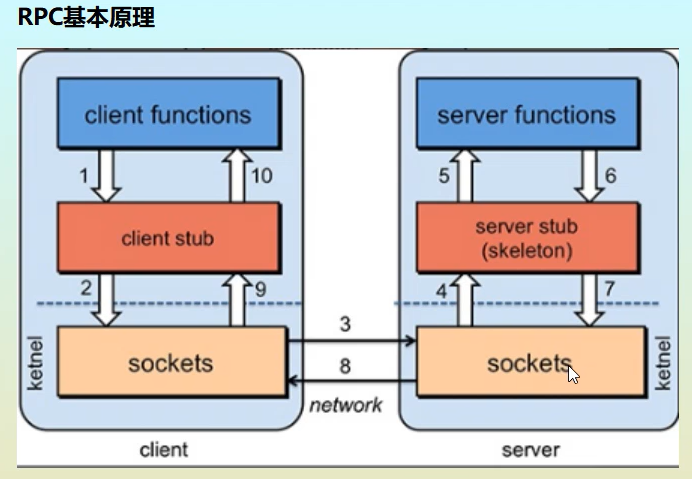 RPC基本原理
client functions
server functions
1
10
5
6
client stub
server stub
(skeleton)
2
9
4
7
3
sockets
sockets
8
ketnel
ketnel
network
client
server